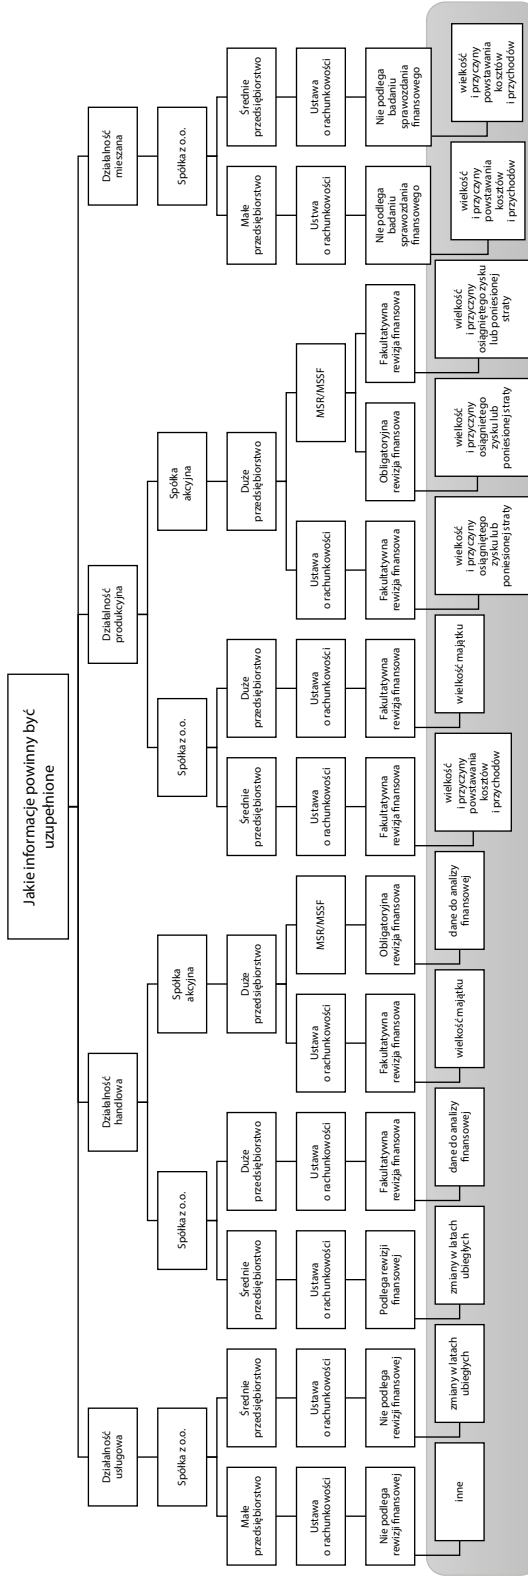 Jakie informacje powinny być
uzupełnione
Działalność
usługowa
Działalność
handlowa
Działalność
produkcyjna
Działalność
mieszana
Spółka z o.o.
Spółka z o.o.
Spółka
akcyjna
Spółka z o.o.
Spółka
akcyjna
Spółka z o.o.
Małe
przedsiębiorstwo
Średnie
przedsiębiorstwo
Średnie
przedsiębiorstwo
Duże
przedsiębiorstwo
Duże
przedsiębiorstwo
Średnie
przedsiębiorstwo
Duże
przedsiębiorstwo
Duże
przedsiębiorstwo
Małe
przedsiębiorstwo
Średnie
przedsiębiorstwo
Ustawa
o rachunkowości
Ustawa
o rachunkowości
Ustawa
o rachunkowości
Ustawa
o rachunkowości
Ustawa
o rachunkowości
MSR/MSSF
Ustawa
o rachunkowości
Ustawa
o rachunkowości
Ustawa
o rachunkowości
MSR/MSSF
Ustwa
o rachunkowości
Ustawa
o rachunkowości
Nie podlega
rewizji finansowej
Nie podlega
rewizji finansowej
Podlega rewizji
finansowej
Fakultatywna
rewizja finansowa
Fakultatywna
rewizja finansowa
Obligatoryjna
rewizja finansowa
Fakultatywna
rewizja finansowa
Fakultatywna
rewizja finansowa
Fakultatywna
rewizja finansowa
Obligatoryjna
rewizja finansowa
Fakultatywna
rewizja finansowa
NIe podlega
badaniu
sprawozdania
finansowego
Nie podlega
badaniu
sprawozdania
finansowego
inne
zmiany w latach
ubiegłych
zmiany w latach
ubiegłych
dane do analizy
finansowej
wielkość majątku
dane do analizy
finansowej
wielkość
i przyczyny
powstawania
kosztów
i przychodów
wielkość majątku
wielkość
i przyczyny
osiągniętego
zysku lub
poniesionej straty
wielkość
i przyczyny
osiągnietego
zysku lub
poniesionej straty
wielkość
i przyczyny
osiągniętego zysku
lub poniesionej
straty
wielkość
i przyczyny
powstawania
kosztów
i przychodów
wielkość
i przyczyny
powstawania
kosztów
i przychodów